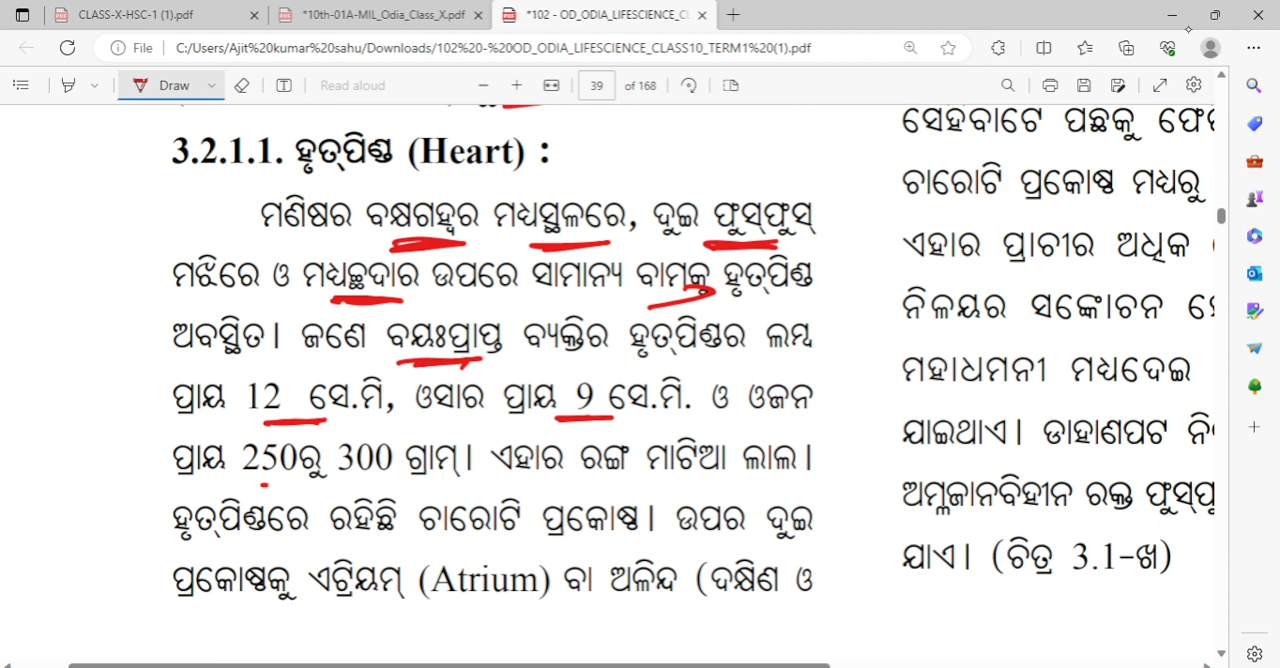 CLASS-X-HSC-1 (1).pdf
*10th-01A-MIL_Odia_Class_X.pdf
*102 - OD_ODIA_LIFESCIENCE_CL
File
C:/Users/Ajit%20kumar%20sahu/Downloads/102%20-%20OD_ODIA_LIFESCIENCE_CLASS10_TERM1%20(1).pdf
Draw
Read aloud
39 of 168
3.2.1.1. ହୃତ୍‌ପିଣ୍ଡ (Heart) :
ମଣିଷର ବକ୍ଷଗହ୍ୱର ମଧ୍ୟସ୍ଥଳରେ, ଦୁଇ ଫୁସ୍‌ଫୁସ୍
ମଝିରେ ଓ ମଧ୍ୟଚ୍ଛଦାର ଉପରେ ସାମାନ୍ୟ ବାମକୁ ହୃତ୍‌ପିଣ୍ଡ
ଅବସ୍ଥିତ। ଜଣେ ବୟଃପ୍ରାପ୍ତ ବ୍ୟକ୍ତିର ହୃତ୍‌ପିଣ୍ଡର ଲମ୍ବ
ପ୍ରାୟ 12 ସେ.ମି, ଓସାର ପ୍ରାୟ 9 ସେ.ମି. ଓ ଓଜନ
ପ୍ରାୟ 250ରୁ 300 ଗ୍ରାମ୍। ଏହାର ରଙ୍ଗ ମାଟିଆ ଲାଲ।
ହୃତ୍‌ପିଣ୍ଡରେ ରହିଛି ଚାରୋଟି ପ୍ରକୋଷ୍ଠ। ଉପର ଦୁଇ
ପ୍ରକୋଷ୍ଠକୁ ଏଟ୍ରିୟମ୍ (Atrium) ବା ଅଳିନ୍ଦ (ଦକ୍ଷିଣ ଓ
ସେହିବାଟେ ପଛକୁ
ଚାରୋଟି ପ୍ରକୋଷ୍ଠ ମଧ୍ୟରୁ
ଏହାର ପ୍ରାଚୀର ଅଧିକ
ନିଳୟର ସଙ୍କୋଚନ
ମହାଧମନୀ ମଧ୍ୟଦେଇ
ଯାଇଥାଏ। ଡାହାଣପଟ
ଅମ୍ଳଜାନବିହୀନ ରକ୍ତ
ଯାଏ। (ଚିତ୍ର 3.1-ଖ)